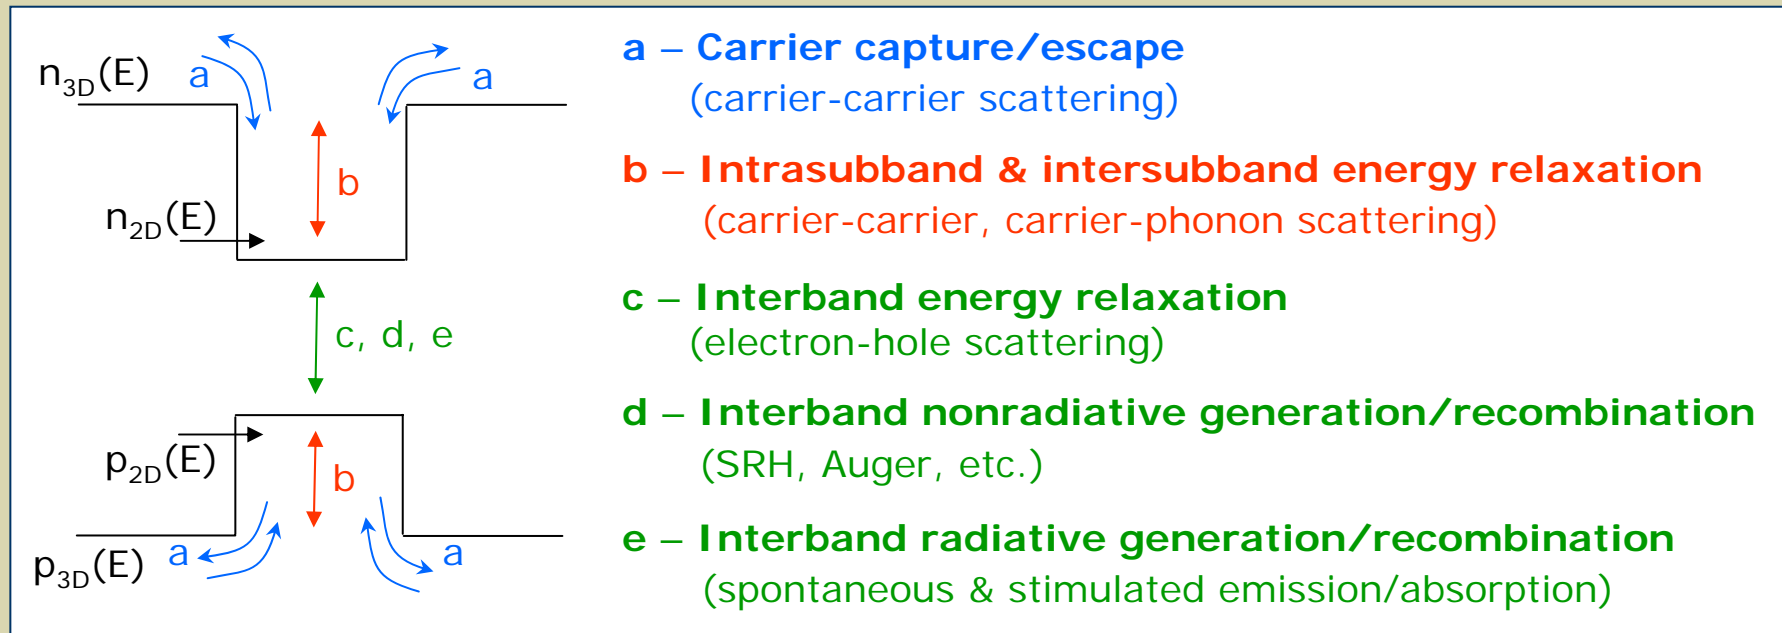 n3D(E)
a
a
b
n2D(E)
c, d, e
p2D(E)
b
p3D(E)
a
a
a – Carrier capture/escape
(carrier-carrier scattering)
b – Intrasubband & intersubband energy relaxation
(carrier-carrier, carrier-phonon scattering)
c – Interband energy relaxation
(electron-hole scattering)
d – Interband nonradiative generation/recombination
(SRH, Auger, etc.)
e – Interband radiative generation/recombination
(spontaneous & stimulated emission/absorption)